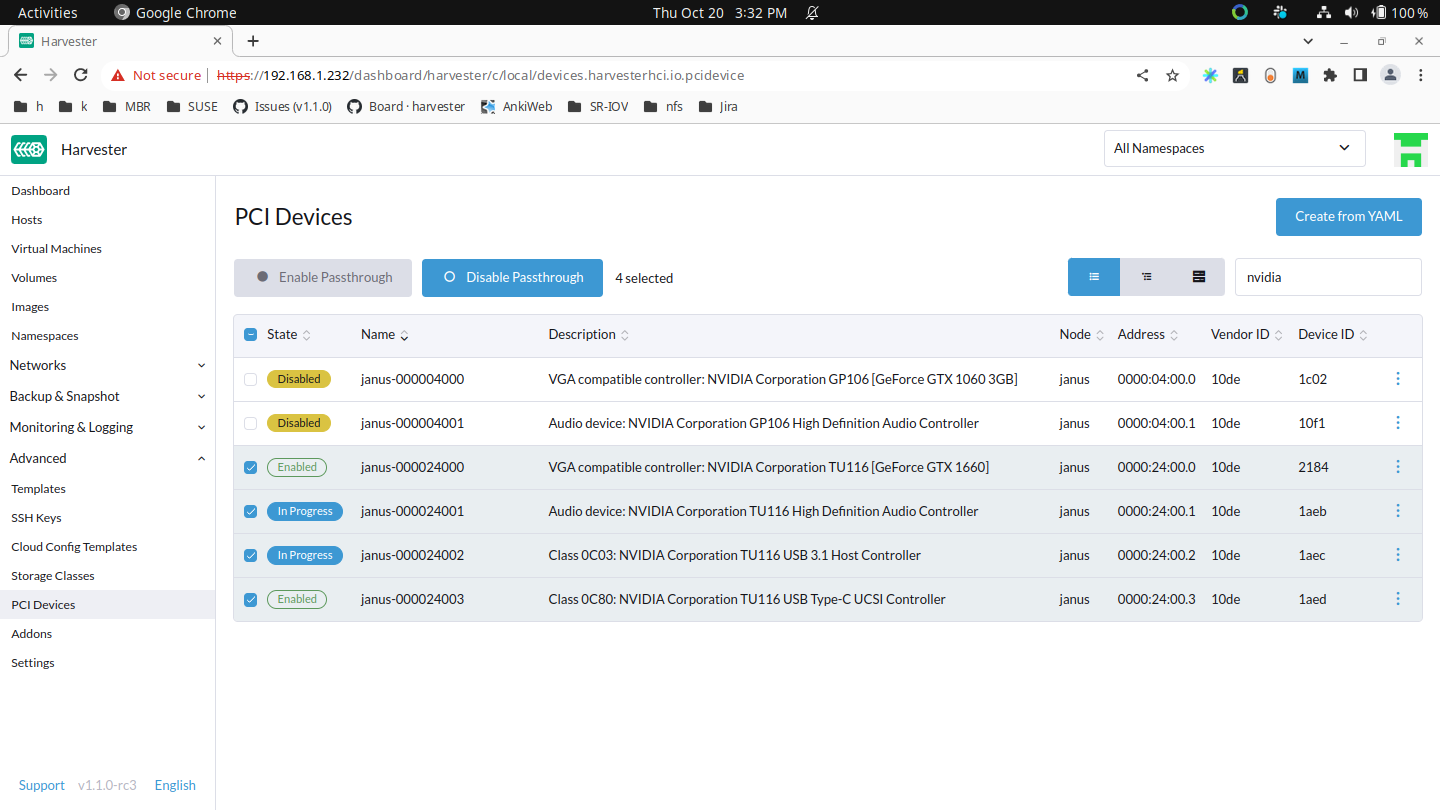 Activities Google Chrome Thu Oct 20 3:32 PM 100 %
Harvester
Not secure https://192.168.1.232/dashboard/harvester/c/local/devices.harvesterhci.io.pcidevice
h k MBR SUSE Issues (v1.1.0) Board · harvester AnkiWeb SR-IOV nfs Jira
Harvester All Namespaces
Dashboard
Hosts
Virtual Machines
Volumes
Images
Namespaces
Networks
Backup & Snapshot
Monitoring & Logging
Advanced
Templates
SSH Keys
Cloud Config Templates
Storage Classes
PCI Devices
Addons
Settings
Support v1.1.0-rc3 English
PCI Devices Create from YAML
Enable Passthrough Disable Passthrough 4 selected nvidia
State Name Description Node Address Vendor ID Device ID
Disabled janus-000004000 VGA compatible controller: NVIDIA Corporation GP106 [GeForce GTX 1060 3GB] janus 0000:04:00.0 10de 1c02
Disabled janus-000004001 Audio device: NVIDIA Corporation GP106 High Definition Audio Controller janus 0000:04:00.1 10de 10f1
Enabled janus-000024000 VGA compatible controller: NVIDIA Corporation TU116 [GeForce GTX 1660] janus 0000:24:00.0 10de 2184
In Progress janus-000024001 Audio device: NVIDIA Corporation TU116 High Definition Audio Controller janus 0000:24:00.1 10de 1aeb
In Progress janus-000024002 Class 0C03: NVIDIA Corporation TU116 USB 3.1 Host Controller janus 0000:24:00.2 10de 1aec
Enabled janus-000024003 Class 0C80: NVIDIA Corporation TU116 USB Type-C UCSI Controller janus 0000:24:00.3 10de 1aed